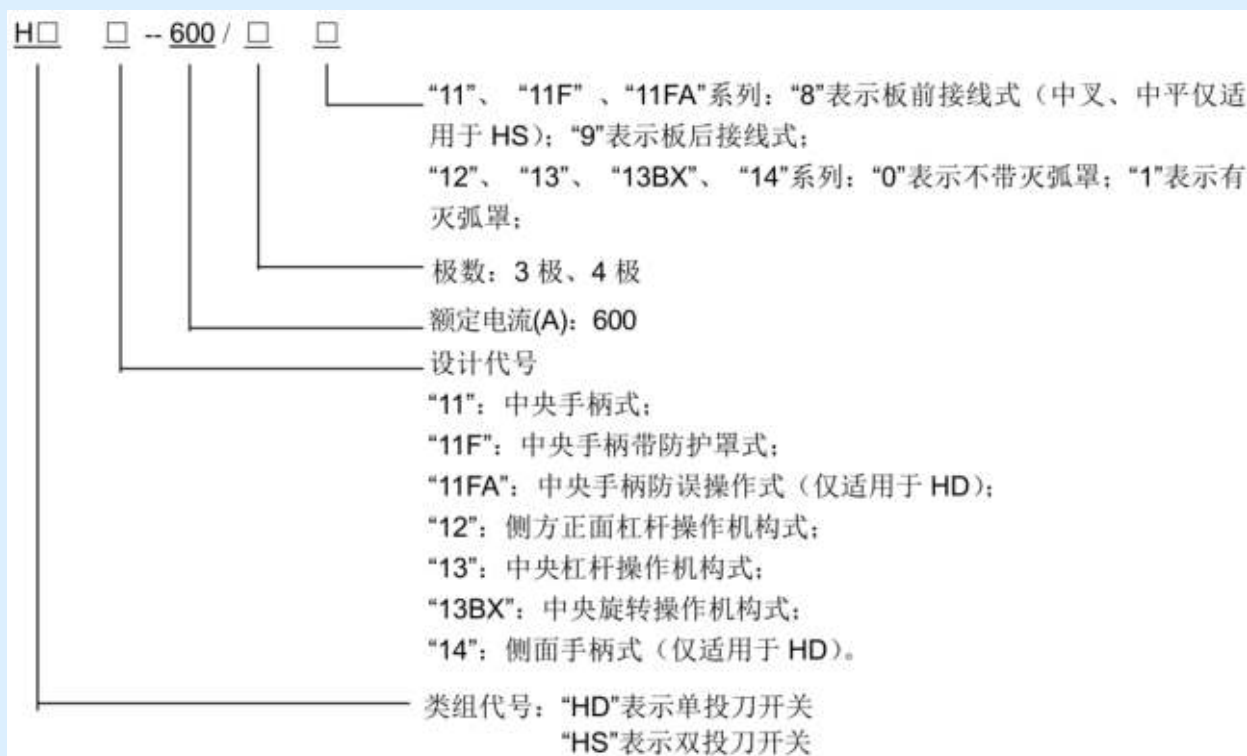 H□ □ -- 600 / □ □
“11”、 “11F” 、“11FA”系列：“8”表示板前接线式（中叉、中平仅适
用于 HS）；“9”表示板后接线式；
“12”、 “13”、 “13BX”、 “14”系列：“0”表示不带灭弧罩；“1”表示有
灭弧罩；
极数：3 极、4 极
额定电流(A)：600
设计代号
“11”：中央手柄式；
“11F”：中央手柄带防护罩式；
“11FA”：中央手柄防误操作式（仅适用于 HD）；
“12”：侧方正面杠杆操作机构式；
“13”：中央杠杆操作机构式；
“13BX”：中央旋转操作机构式；
“14”：侧面手柄式（仅适用于 HD）。
类组代号：“HD”表示单投刀开关
“HS”表示双投刀开关